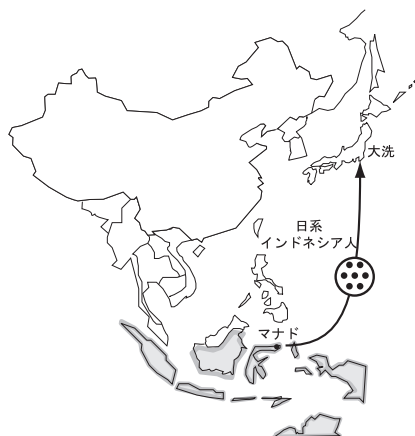 大洗
日系
インドネシア人
マナド